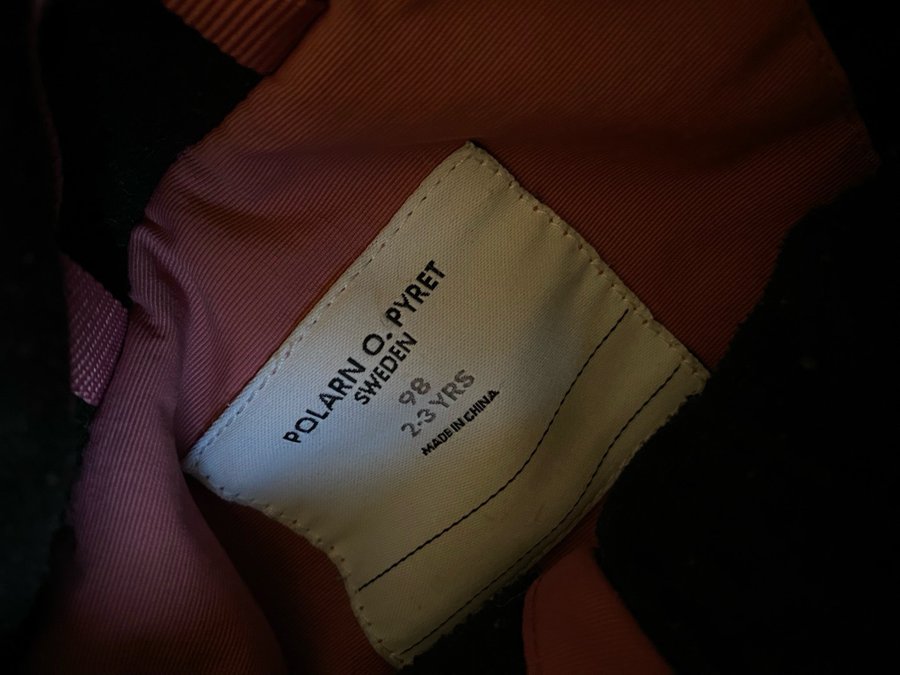 POLARN O. PYRET
SWEDEN
98
2-3 YRS
MADE IN CHINA